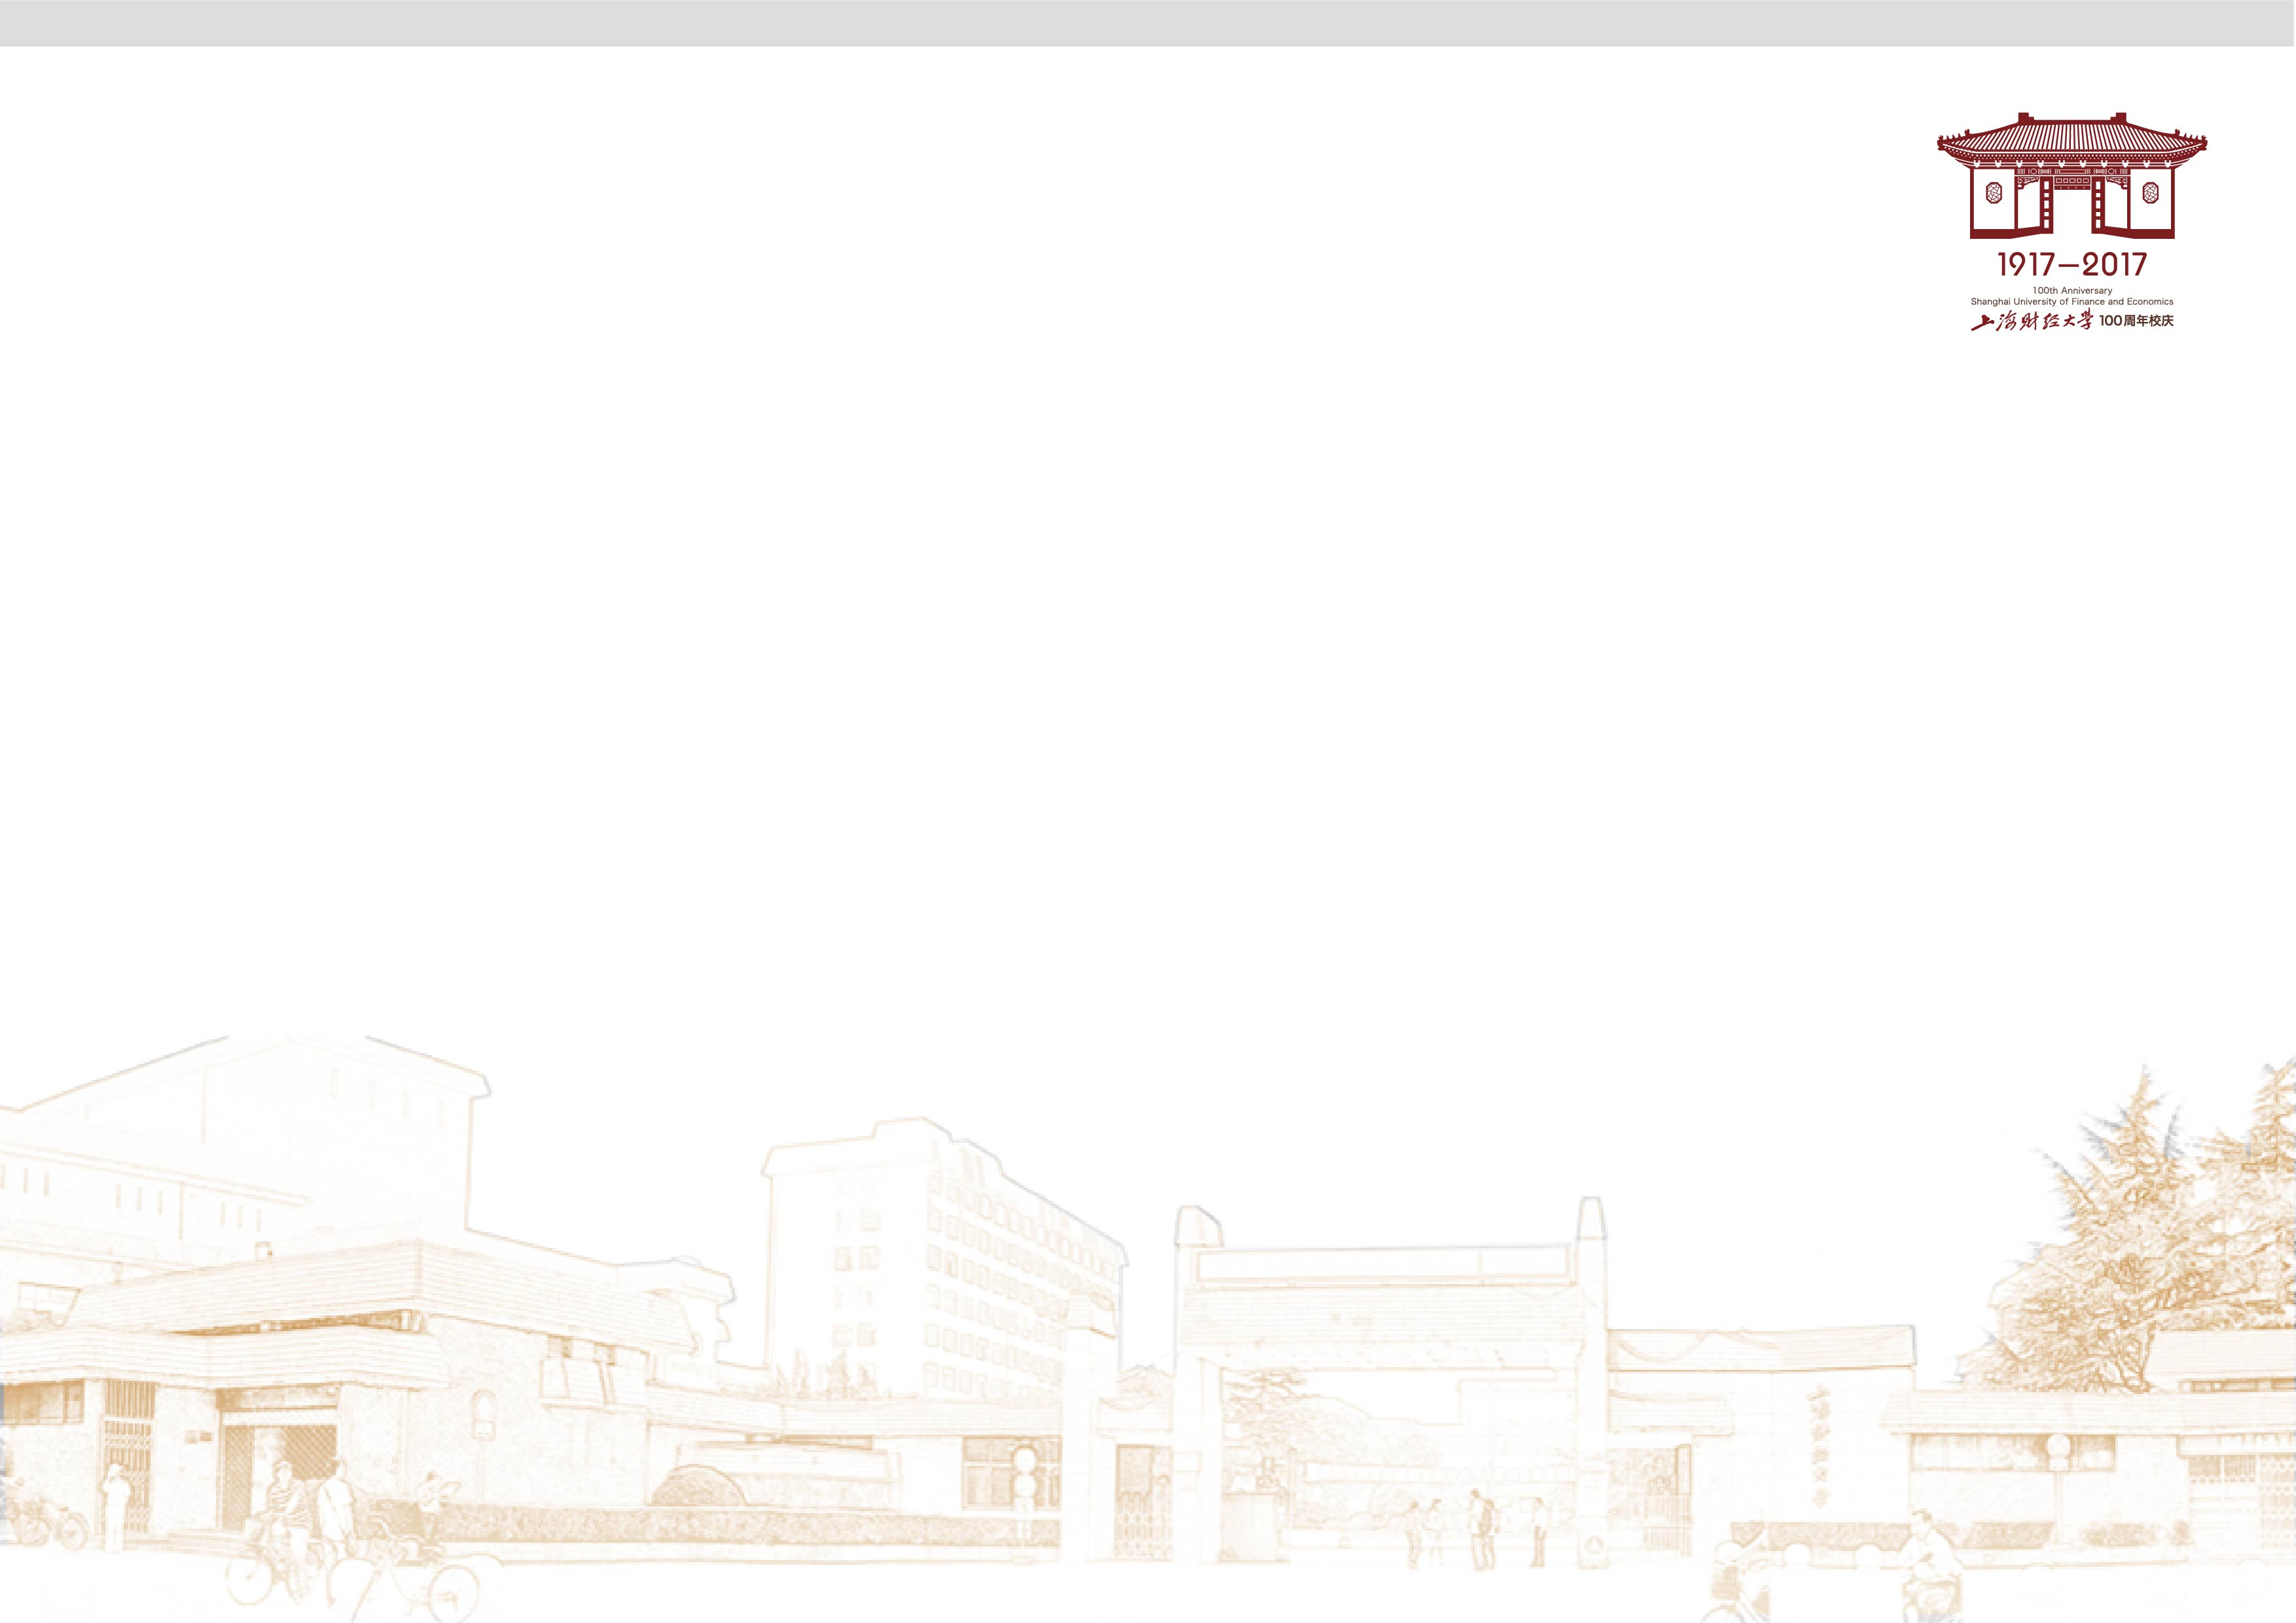 1917—2017
100th Anniversary
Shanghai University of Finance and Economics
上海财经大学 100周年校庆